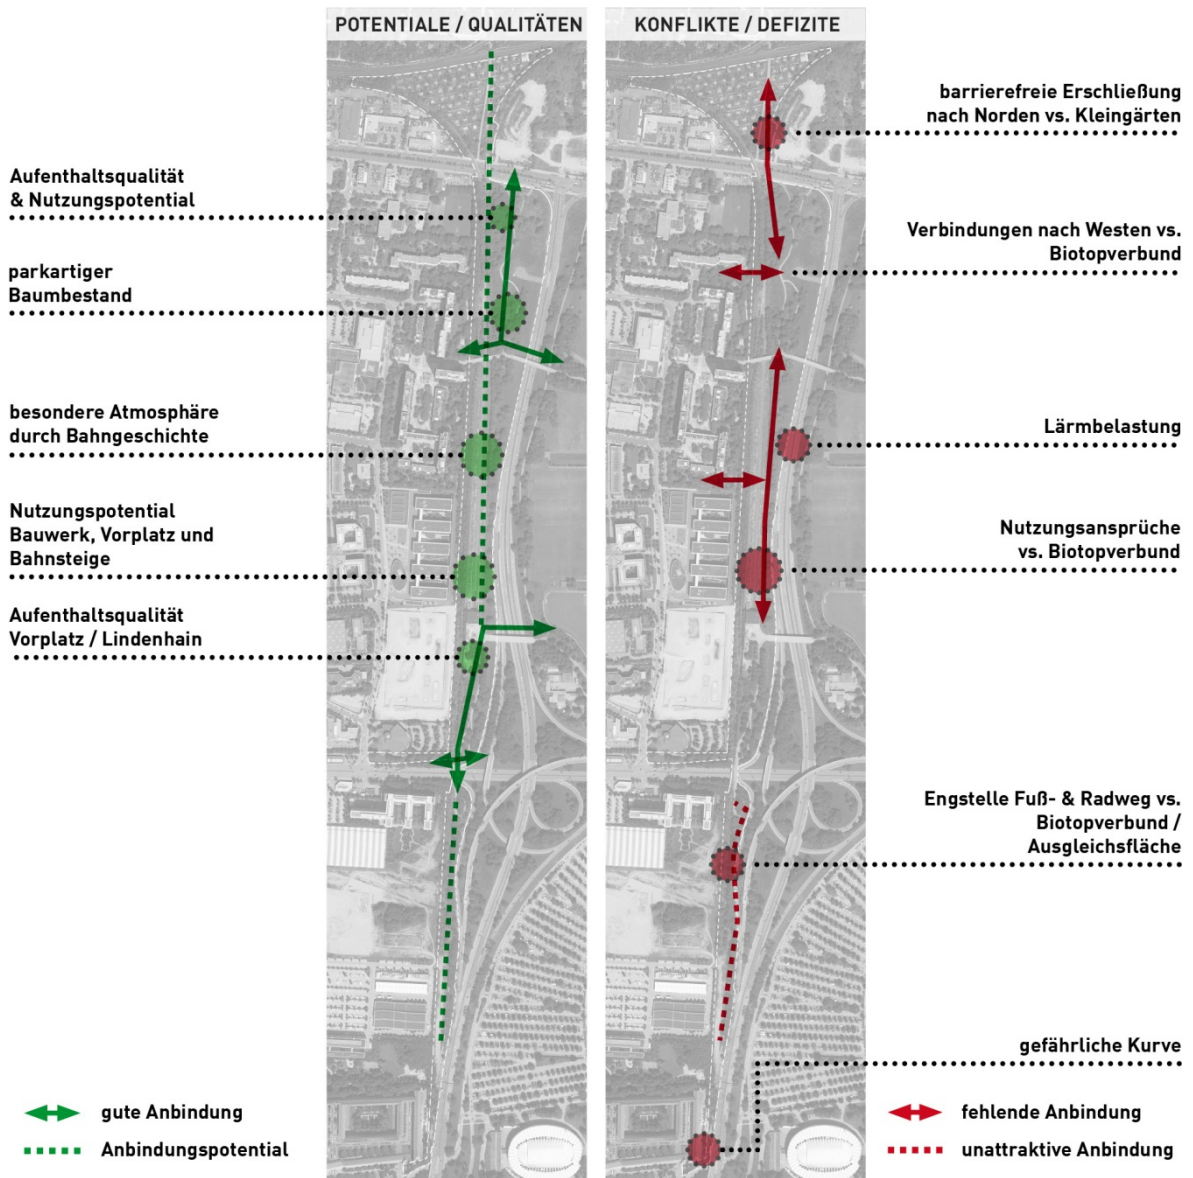 POTENTIALE / QUALITÄTEN
Aufenthaltsqualität
& Nutzungspotential
parkartiger
Baumbestand
besondere Atmosphäre
durch Bahngeschichte
Nutzungspotential
Bauwerk, Vorplatz und
Bahnsteige
Aufenthaltsqualität
Vorplatz / Lindenhain
gute Anbindung
Anbindungspotential
KONFLIKTE / DEFIZITE
barrierefreie Erschließung
nach Norden vs. Kleingärten
Verbindungen nach Westen vs.
Biotopverbund
Lärmbelastung
Nutzungsansprüche
vs. Biotopverbund
Engstelle Fuß- & Radweg vs.
Biotopverbund /
Ausgleichsfläche
gefährliche Kurve
fehlende Anbindung
unattraktive Anbindung